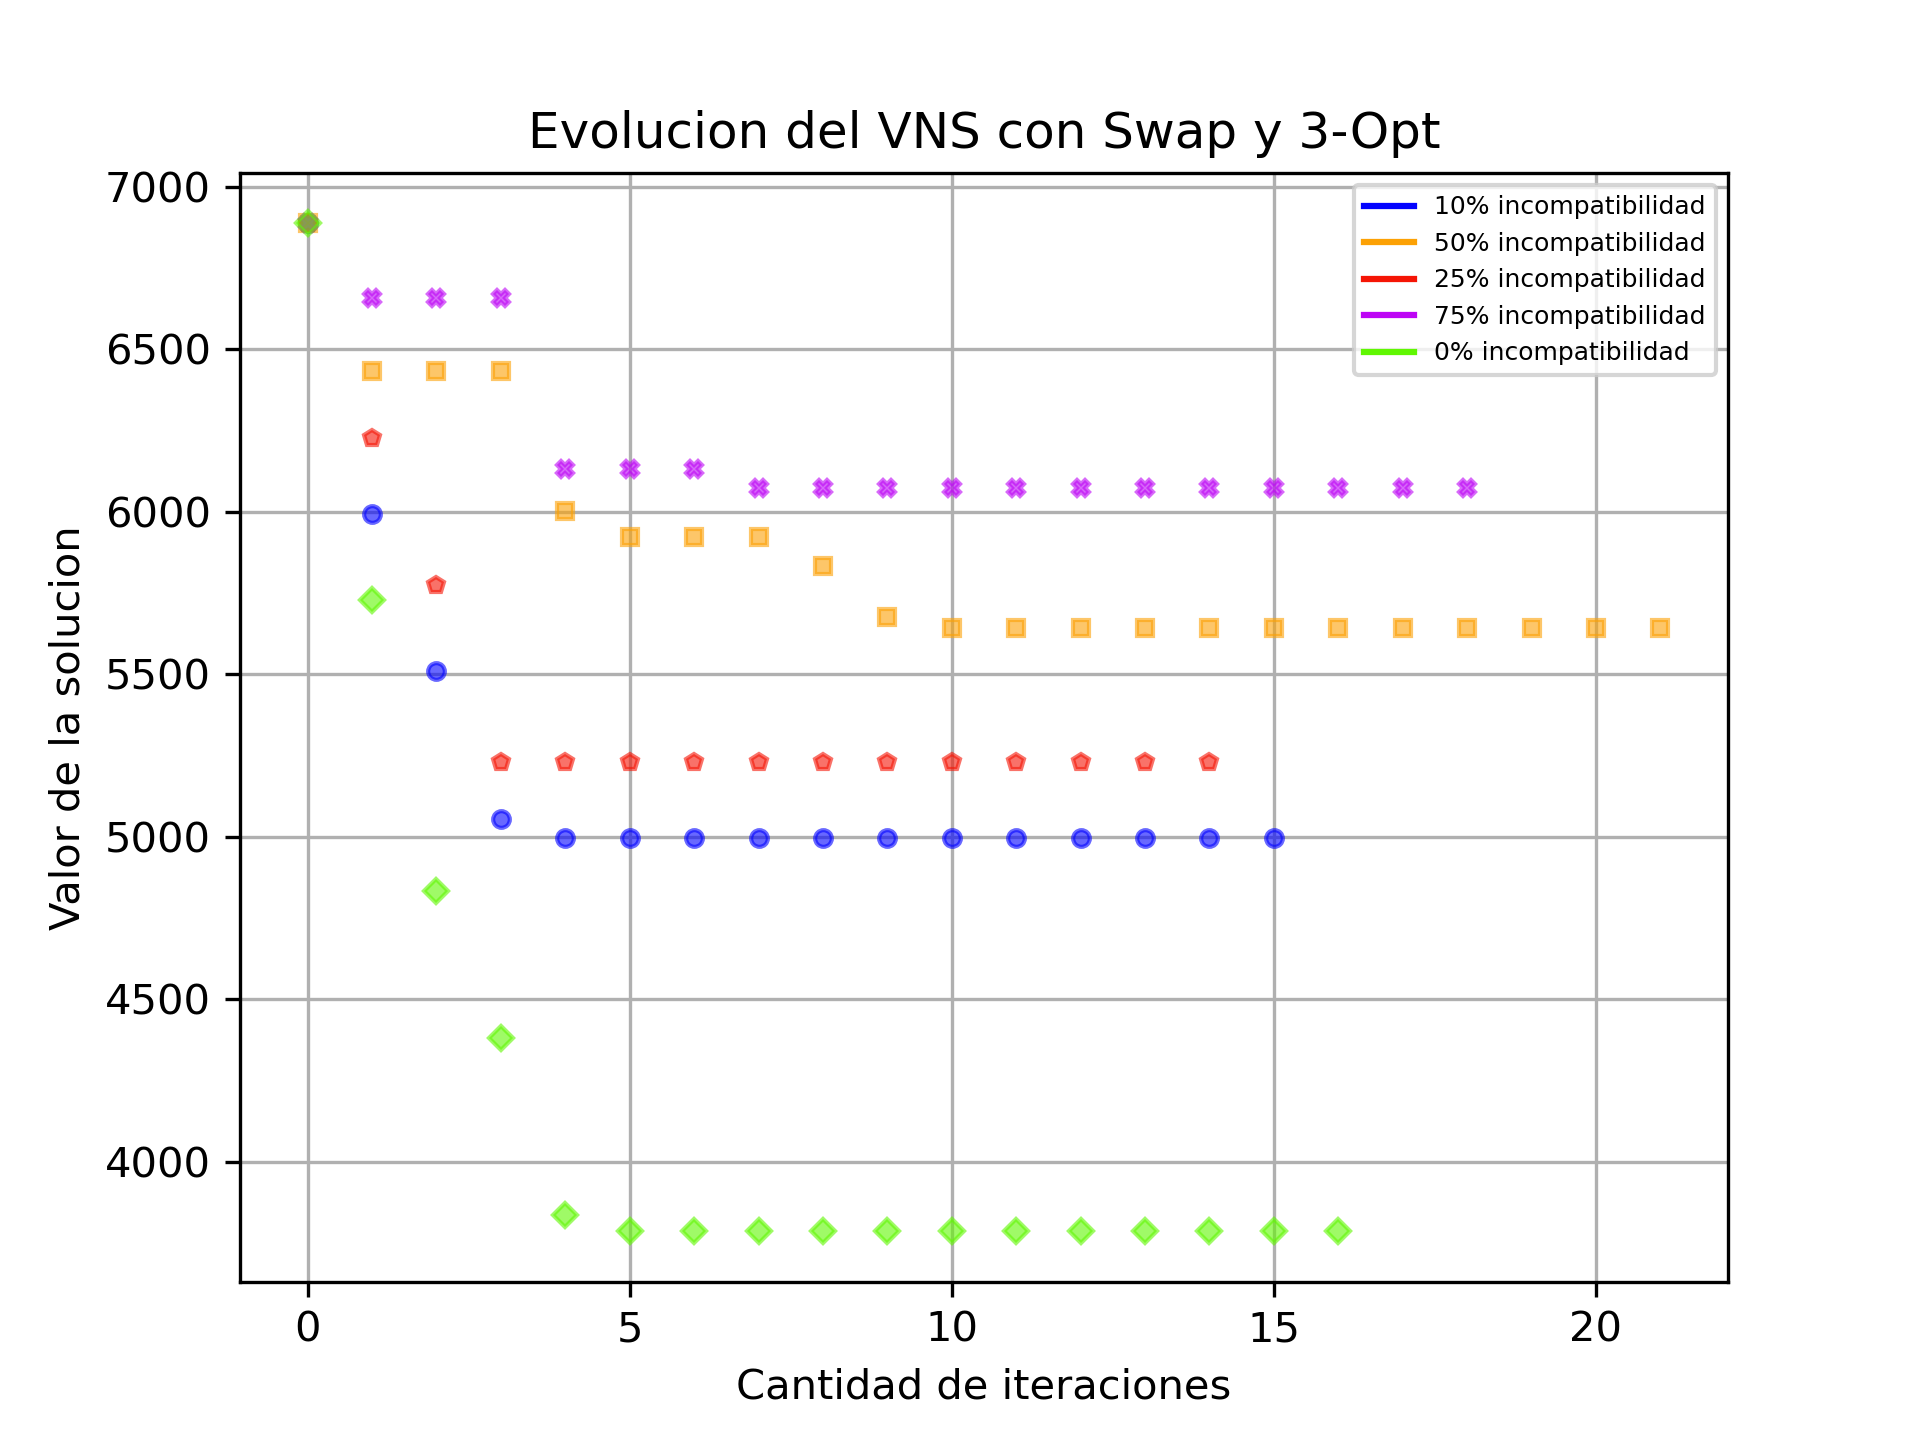 Evolucion del VNS con Swap y 3-Opt
7000
6500
6000
5500
5000
4500
4000
Valor de la solucion
10% incompatibilidad
50% incompatibilidad
25% incompatibilidad
75% incompatibilidad
0% incompatibilidad
0 5 10 15 20
Cantidad de iteraciones